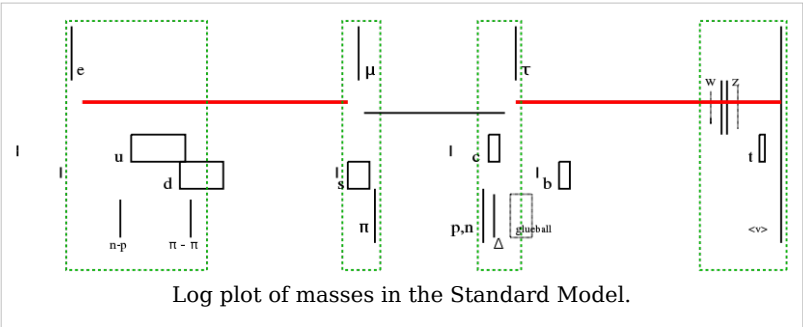 e μ τ
w z
u c t
d s b
π p,n glueball <v>
n-p π - π Δ
Log plot of masses in the Standard Model.